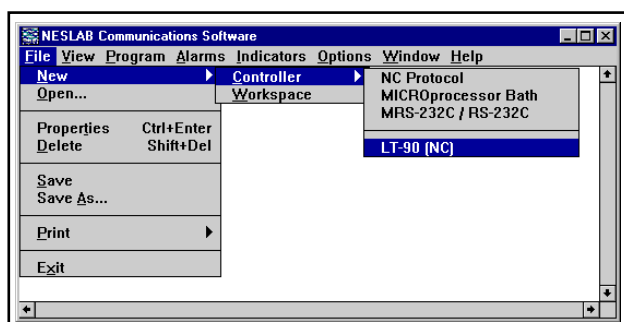 NESLAB Communications Software
File View Program Alarms Indicators Options Window Help
New
Open...
Properties Ctrl+Enter
Delete Shift+Del
Save
Save As...
Print
Exit
Controller
Workspace
NC Protocol
MICROprocessor Bath
MRS-232C / RS-232C
LT-90 (NC)